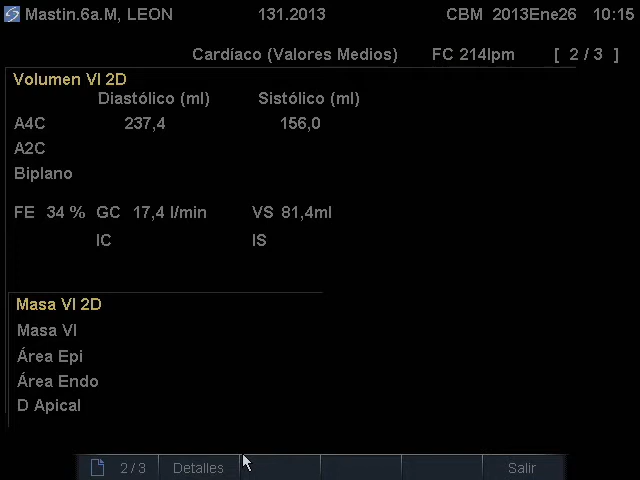 Mastin.6a.M, LEON 131.2013 CBM 2013Ene26 10:15
Cardíaco (Valores Medios) FC 214lpm [ 2 / 3 ]
Volumen VI 2D
Diastólico (ml) Sistólico (ml)
A4C 237,4 156,0
A2C
Biplano
FE 34 % GC 17,4 l/min VS 81,4ml
IC IS
Masa VI 2D
Masa VI
Área Epi
Área Endo
D Apical
2 / 3 Detalles Salir